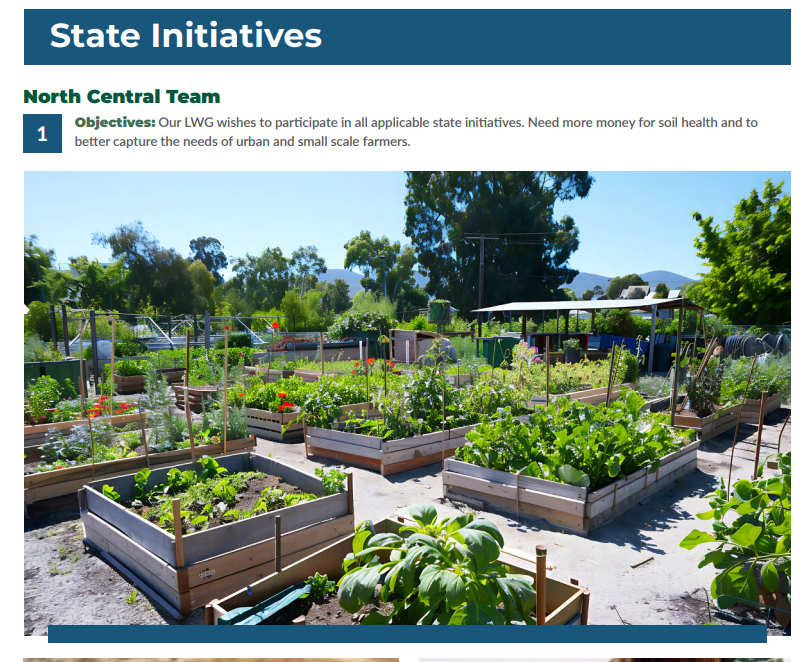 State Initiatives
North Central Team
1
Objectives: Our LWG wishes to participate in all applicable state initiatives. Need more money for soil health and to
better capture the needs of urban and small scale farmers.